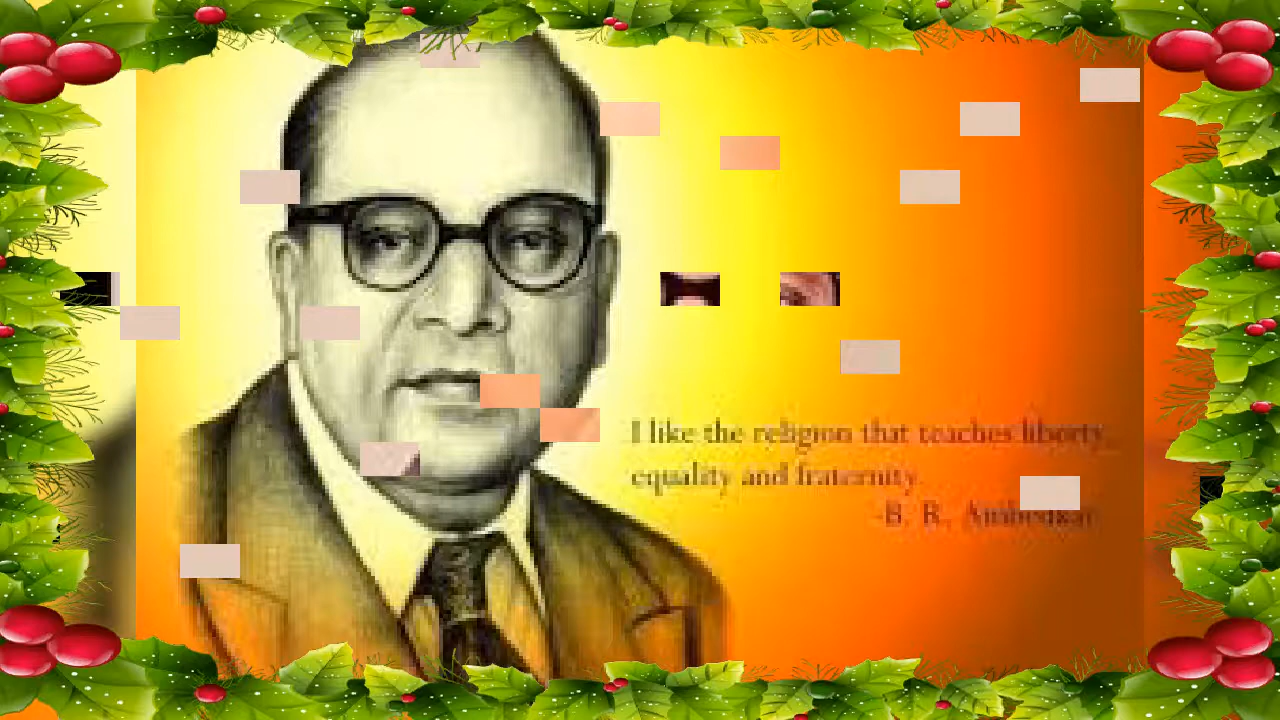 I like the religion that teaches liberty
equality and fraternity
-B. R. Ambedkar